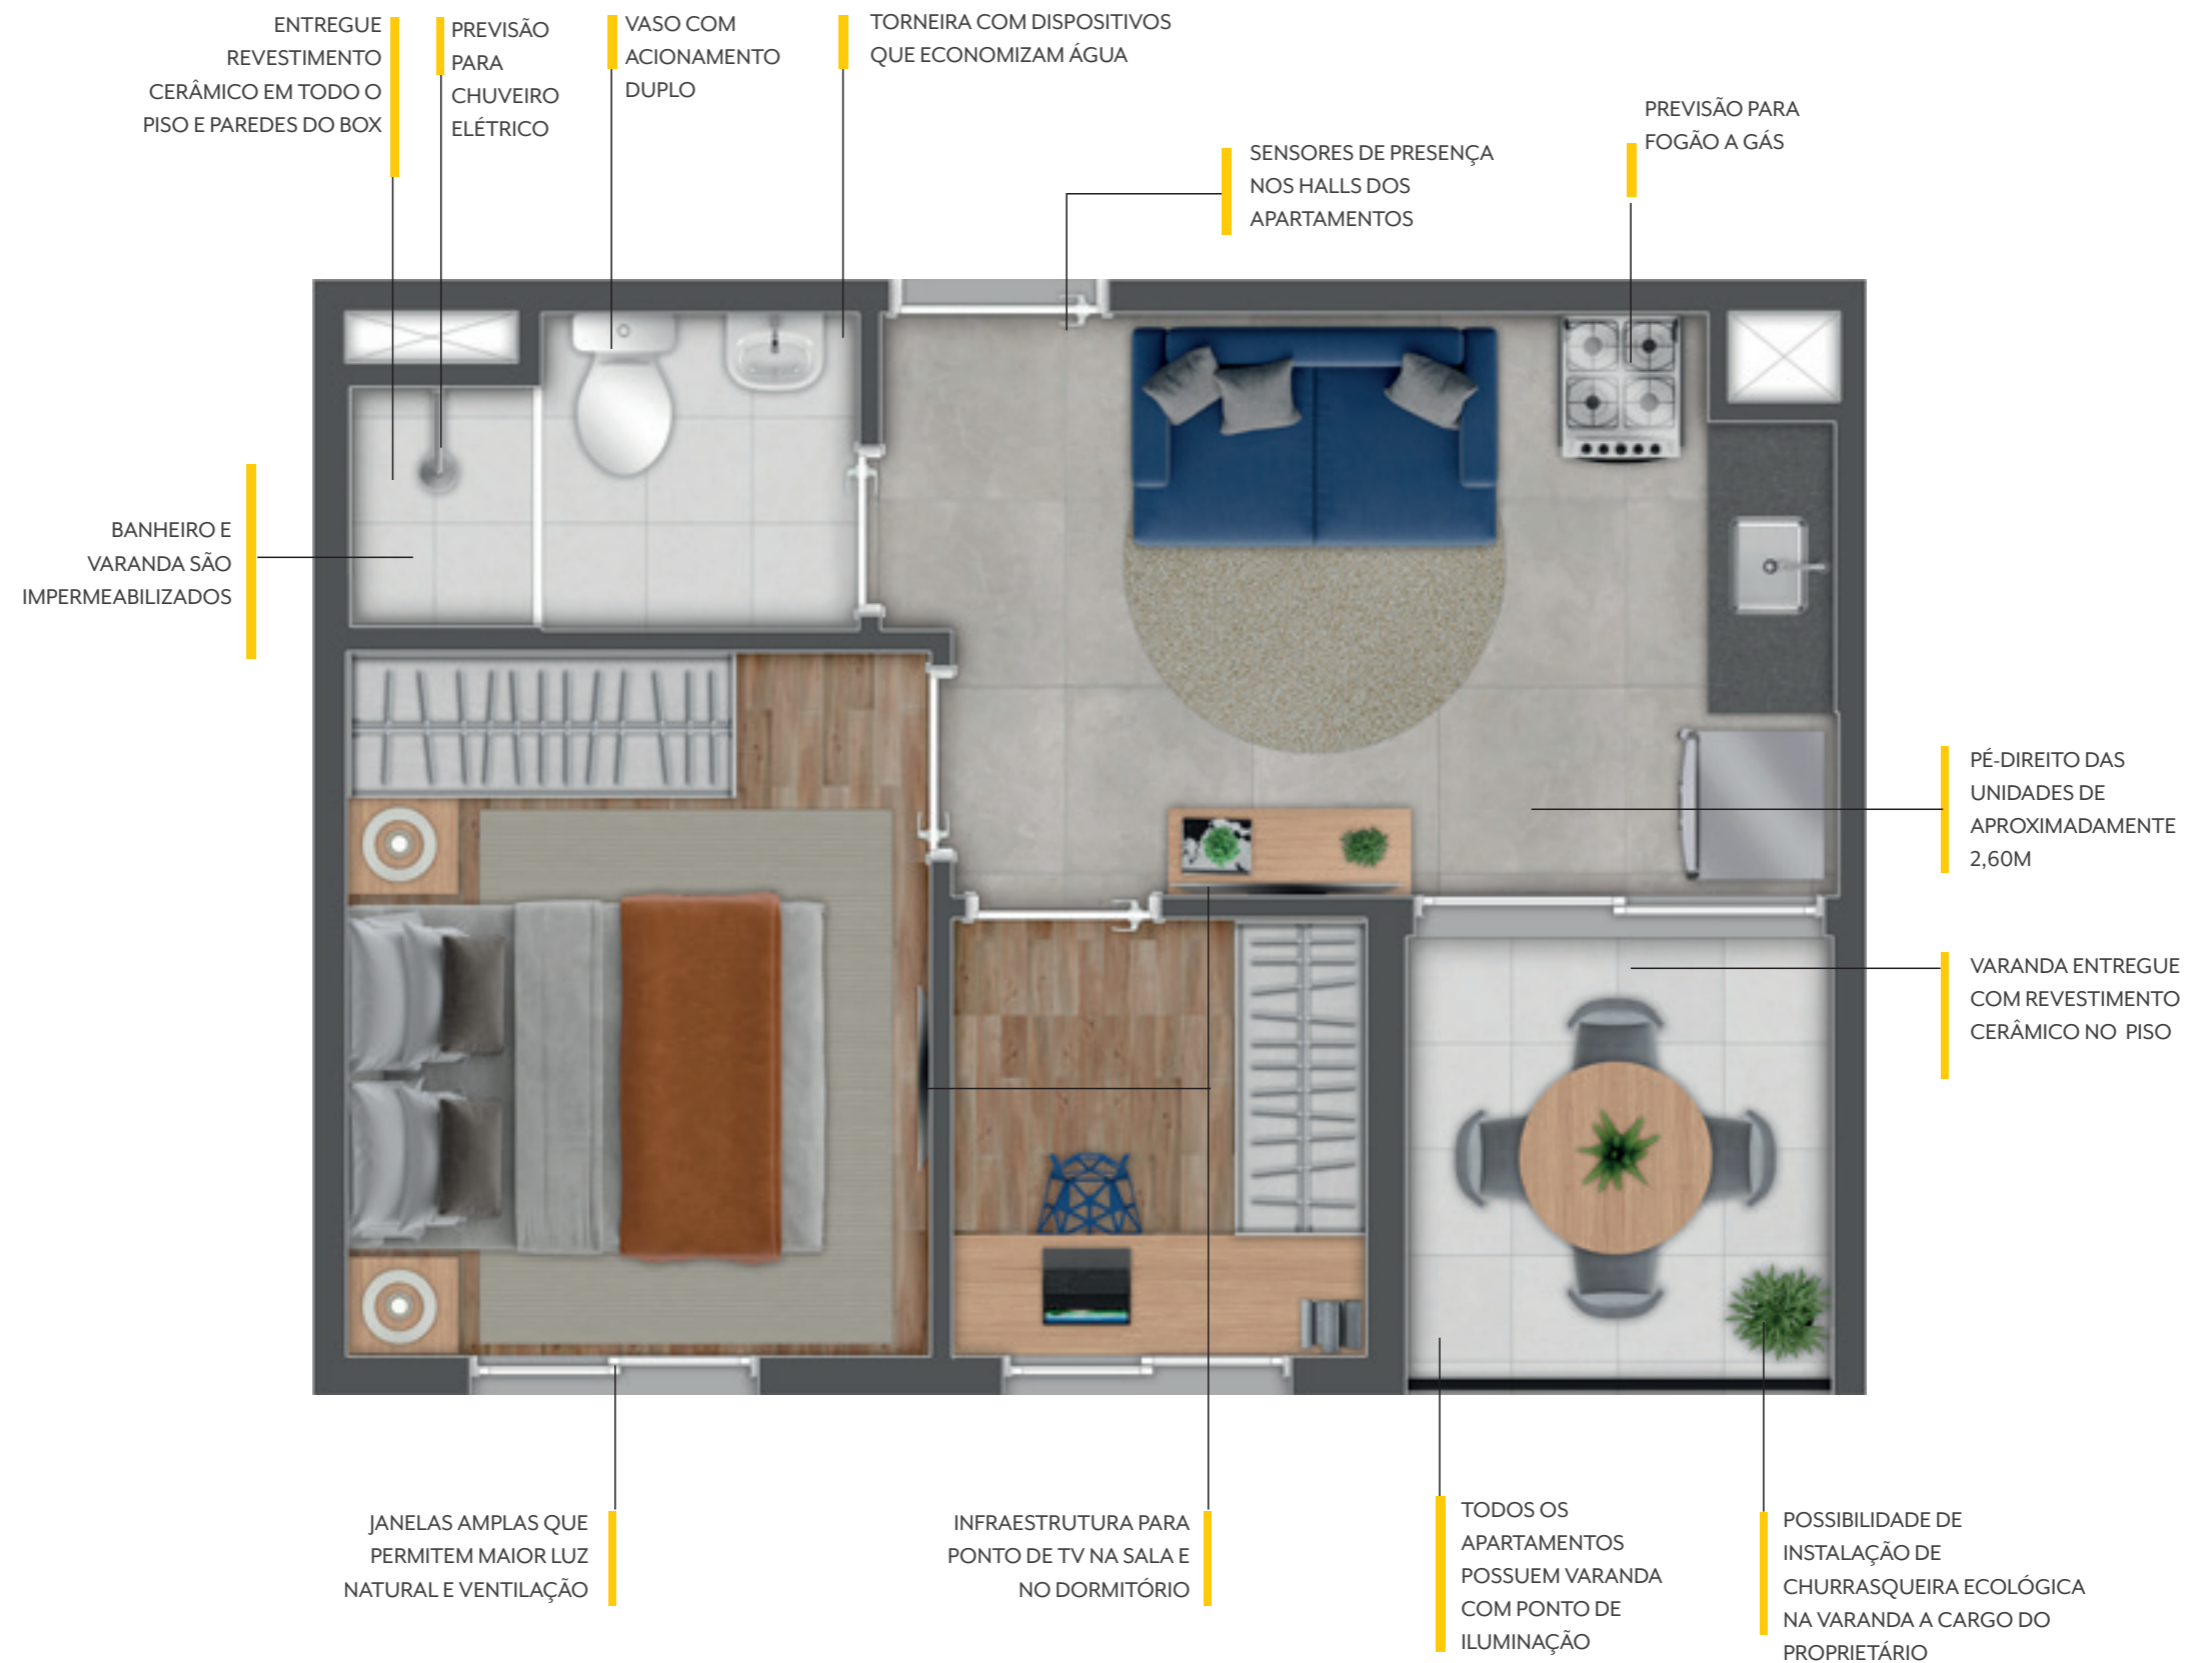 ENTREGUE
REVESTIMENTO
CERÂMICO EM TODO O
PISO E PAREDES DO BOX
PREVISÃO
PARA
CHUVEIRO
ELÉTRICO
VASO COM
ACIONAMENTO
DUPLO
TORNEIRA COM DISPOSITIVOS
QUE ECONOMIZAM ÁGUA
SENSORES DE PRESENÇA
NOS HALLS DOS
APARTAMENTOS
PREVISÃO PARA
FOGÃO A GÁS
BANHEIRO E
VARANDA SÃO
IMPERMEABILIZADOS
PÉ-DIREITO DAS
UNIDADES DE
APROXIMADAMENTE
2,60M
VARANDA ENTREGUE
COM REVESTIMENTO
CERÂMICO NO PISO
JANELAS AMPLAS QUE
PERMITEM MAIOR LUZ
NATURAL E VENTILAÇÃO
INFRAESTRUTURA PARA
PONTO DE TV NA SALA E
NO DORMITÓRIO
TODOS OS
APARTAMENTOS
POSSUEM VARANDA
COM PONTO DE
ILUMINAÇÃO
POSSIBILIDADE DE
INSTALAÇÃO DE
CHURRASQUEIRA ECOLÓGICA
NA VARANDA A CARGO DO
PROPRIETÁRIO